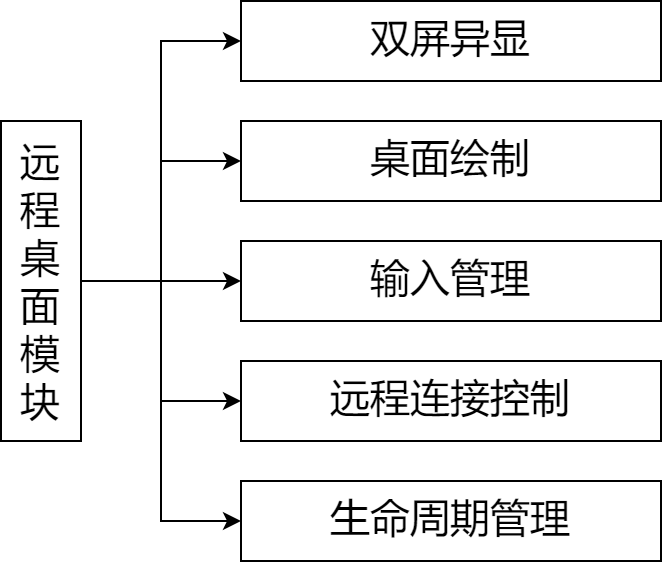 远程桌面模块
双屏异显
桌面绘制
输入管理
远程连接控制
生命周期管理